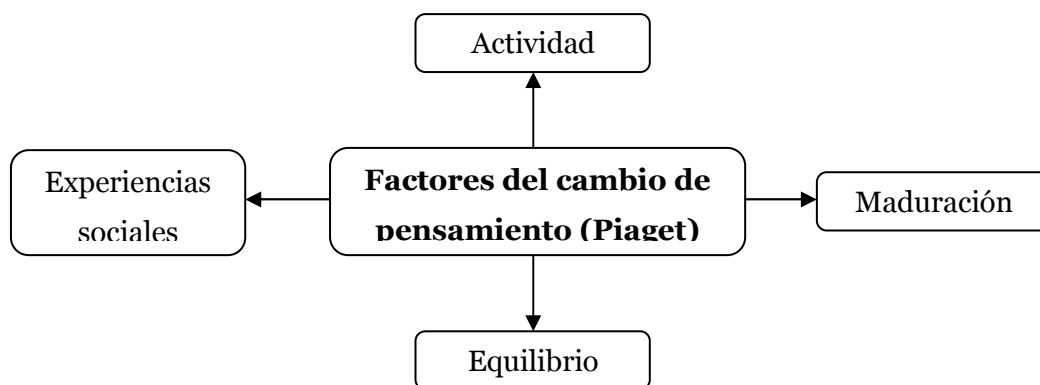 Actividad
Factores del cambio de
pensamiento (Piaget)
Experiencias
sociales
Maduración
Equilibrio